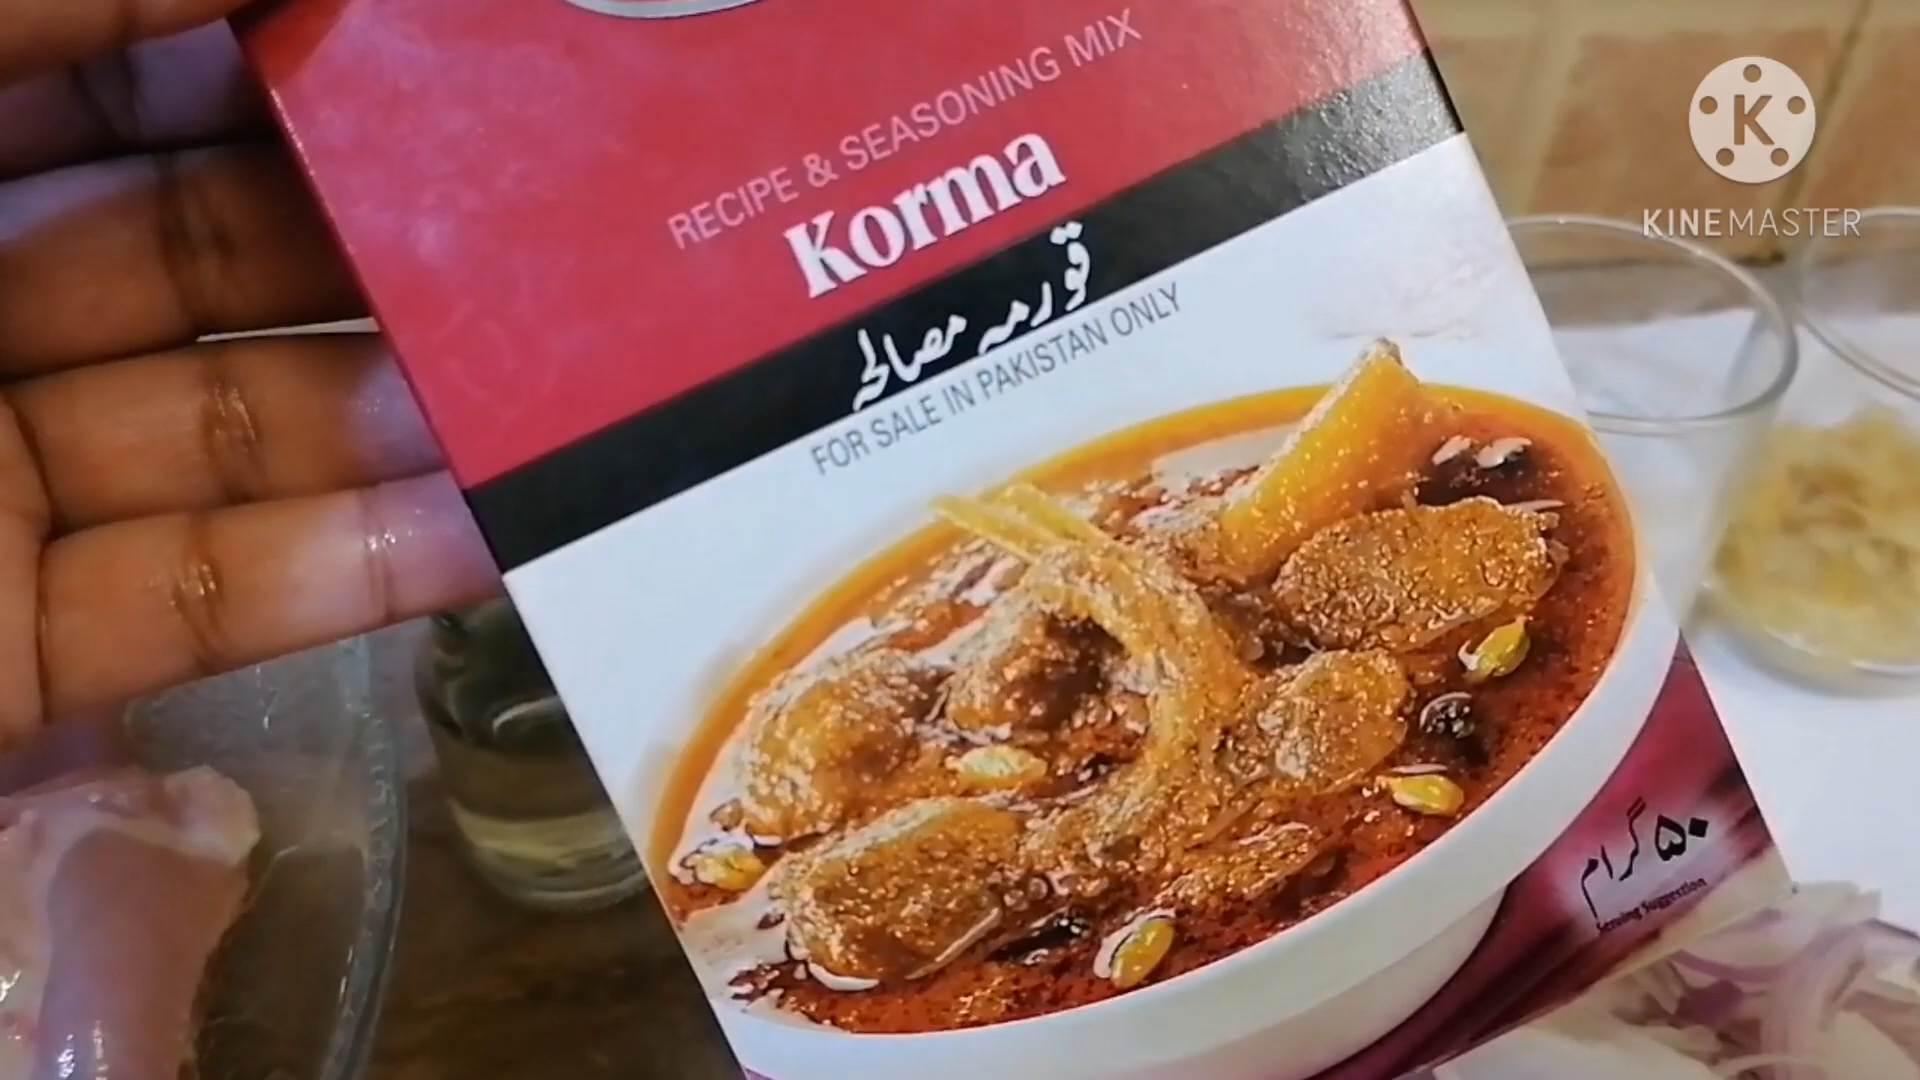 RECIPE & SEASONING MIX
Korma
قورمہ مصالحہ
FOR SALE IN PAKISTAN ONLY
۵۰ گرام
Serving Suggestion
K
KINEMASTER